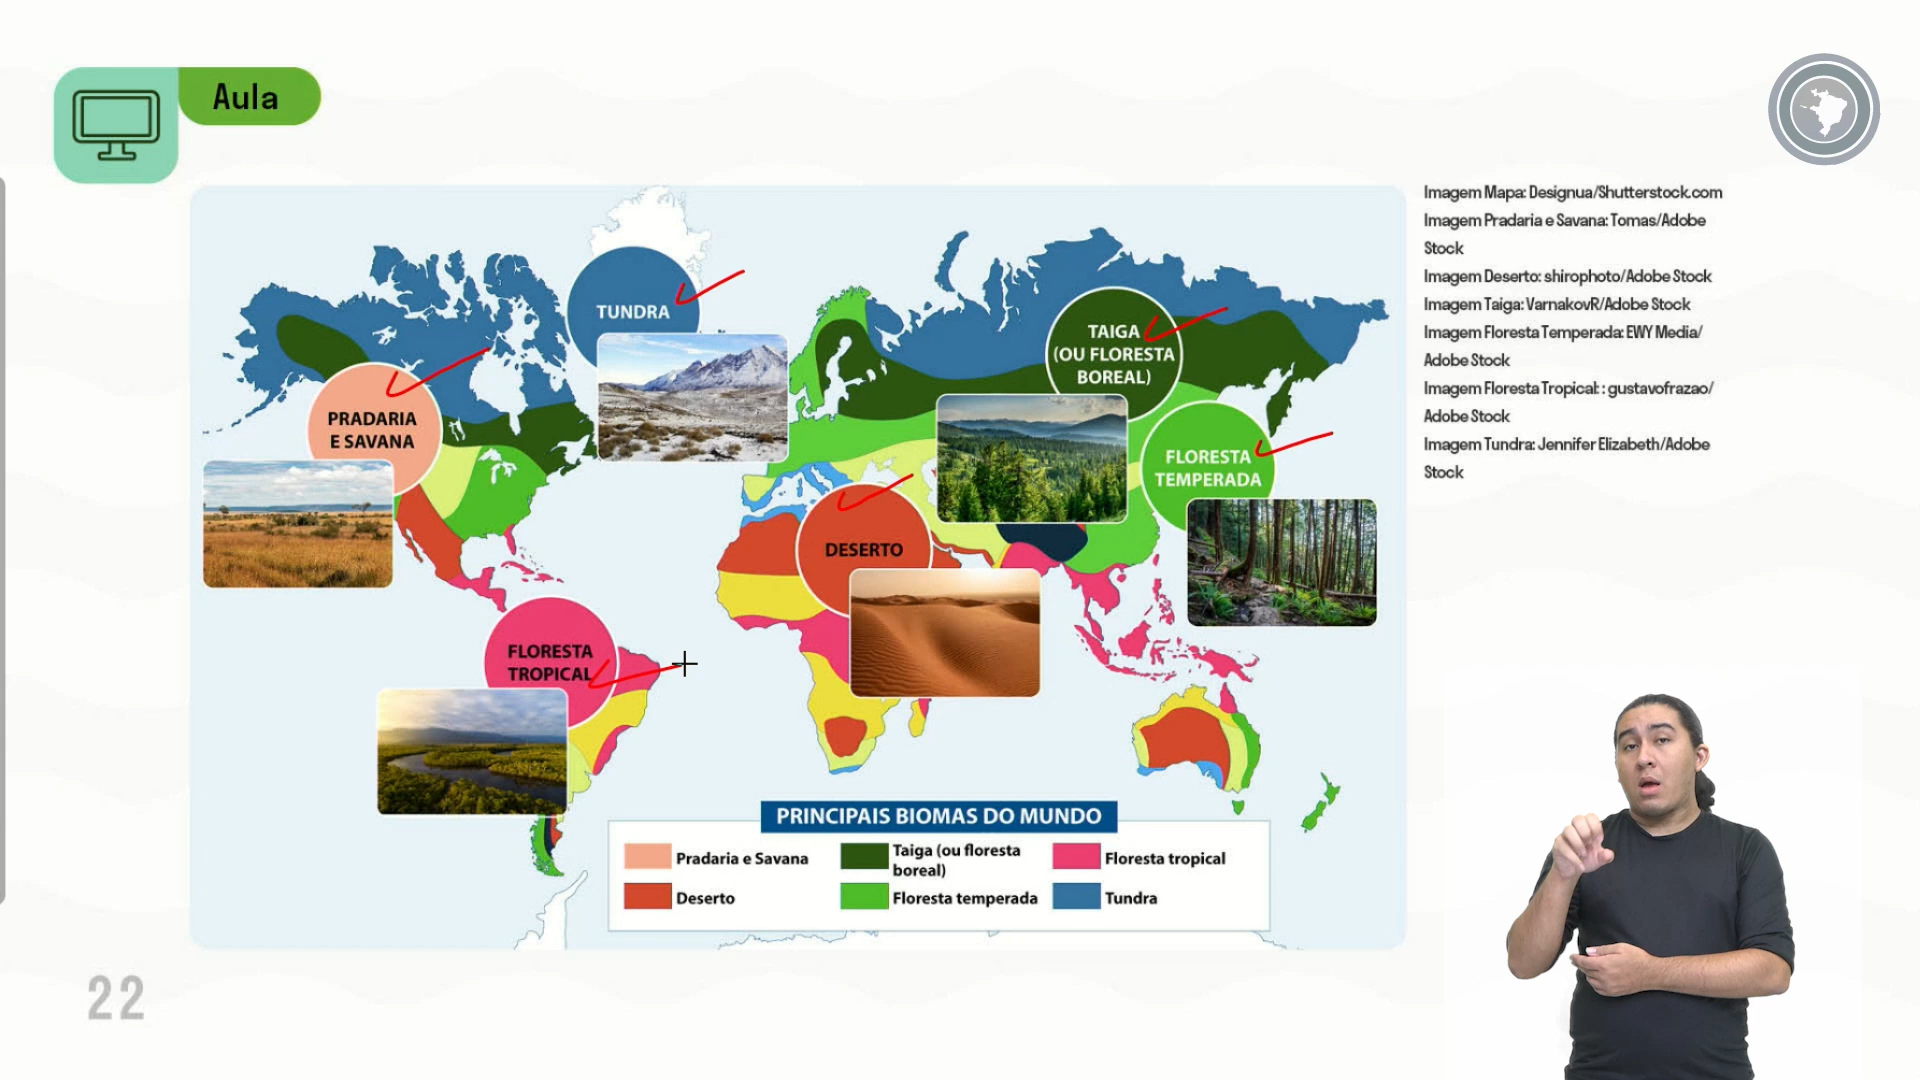 Aula
Imagem Mapa: Designua/Shutterstock.com
Imagem Pradaria e Savana: Tomas/Adobe
Stock
Imagem Deserto: shirophoto/Adobe Stock
Imagem Taiga: VarnakovR/Adobe Stock
Imagem Floresta Temperada: EWY Media/
Adobe Stock
Imagem Floresta Tropical: : gustavofrazao/
Adobe Stock
Imagem Tundra: Jennifer Elizabeth/Adobe
Stock
TUNDRA
TAIGA
(OU FLORESTA
BOREAL)
PRADARIA
E SAVANA
FLORESTA
TEMPERADA
DESERTO
FLORESTA
TROPICAL
PRINCIPAIS BIOMAS DO MUNDO
Pradaria e Savana
Taiga (ou floresta
boreal)
Floresta tropical
Deserto
Floresta temperada
Tundra
22